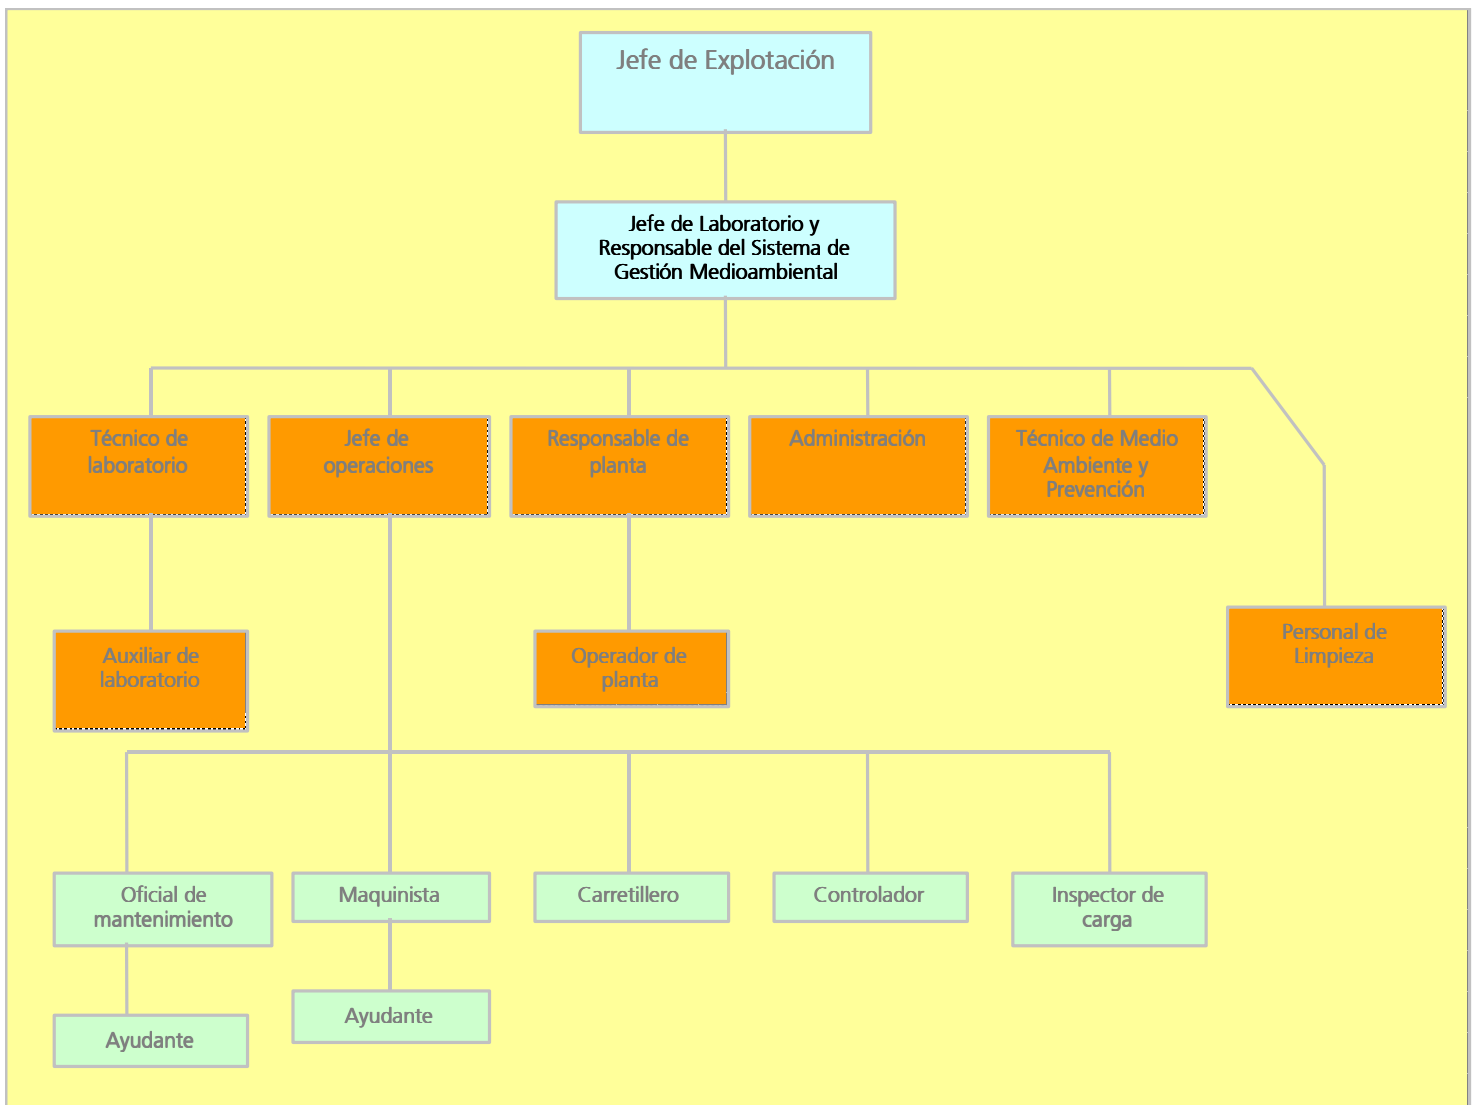 Jefe de Explotación
Jefe de Laboratorio y
Responsable del Sistema de
Gestión Medioambiental
Técnico de
laboratorio
Jefe de
operaciones
Responsable de
planta
Administración
Técnico de Medio
Ambiente y
Prevención
Auxiliar de
laboratorio
Operador de
planta
Personal de
Limpieza
Oficial de
mantenimiento
Maquinista
Carretillero
Controlador
Inspector de
carga
Ayudante
Ayudante